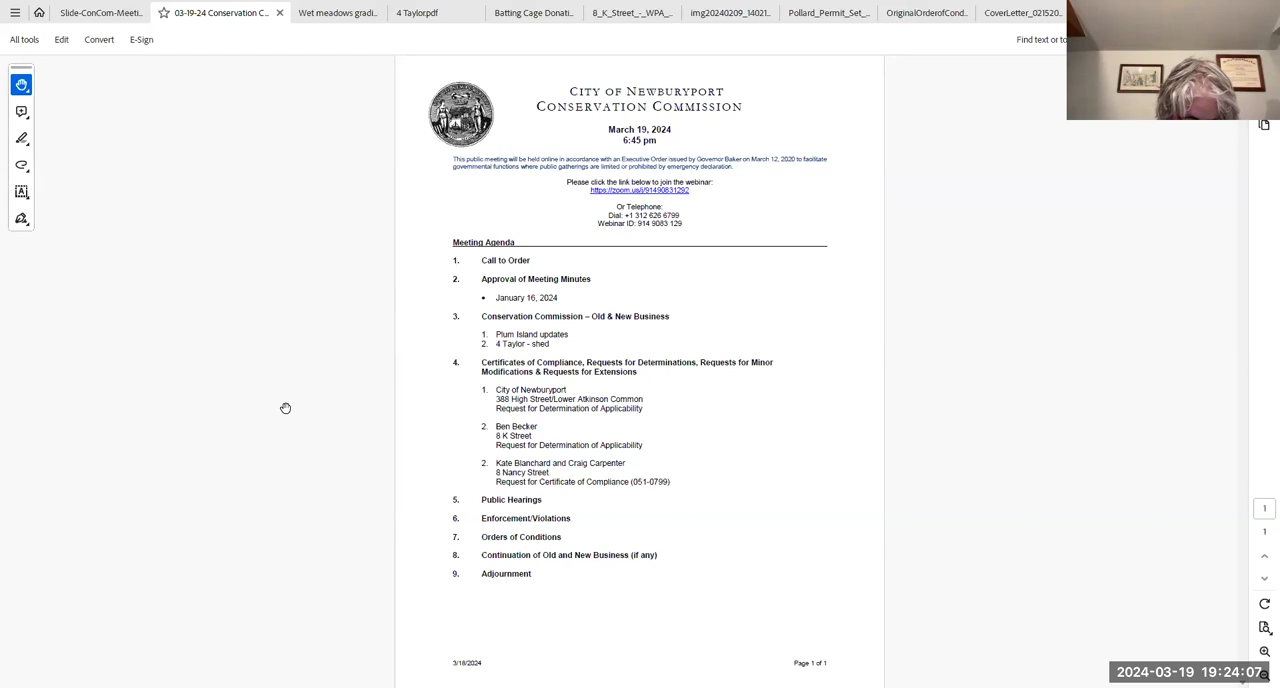 Slide-ConCom-Meeti...
03-19-24 Conservation C...
Wet meadows gradi...
4 Taylor.pdf
Batting Cage Donati...
8_K_Street_-_WPA_...
img20240209_14021...
Pollard_Permit_Set_...
OriginalOrderofCond...
CoverLetter_021520...
All tools
Edit
Convert
E-Sign
Find text or to
CITY OF NEWBURYPORT
CONSERVATION COMMISSION
March 19, 2024
6:45 pm
This public meeting will be held online in accordance with an Executive Order issued by Governor Baker on March 12, 2020 to facilitate
governmental functions where public gatherings are limited or prohibited by emergency declaration.
Please click the link below to join the webinar:
https://zoom.us/j/91490831292
Or Telephone:
Dial: +1 312 626 6799
Webinar ID: 914 9083 129
Meeting Agenda
1. Call to Order
2. Approval of Meeting Minutes
• January 16, 2024
3. Conservation Commission – Old & New Business
1. Plum Island updates
2. 4 Taylor - shed
4. Certificates of Compliance, Requests for Determinations, Requests for Minor
Modifications & Requests for Extensions
1. City of Newburyport
388 High Street/Lower Atkinson Common
Request for Determination of Applicability
2. Ben Becker
8 K Street
Request for Determination of Applicability
2. Kate Blanchard and Craig Carpenter
8 Nancy Street
Request for Certificate of Compliance (051-0799)
5. Public Hearings
6. Enforcement/Violations
7. Orders of Conditions
8. Continuation of Old and New Business (if any)
9. Adjournment
3/18/2024
Page 1 of 1
1
1
2024-03-19 19:24:07